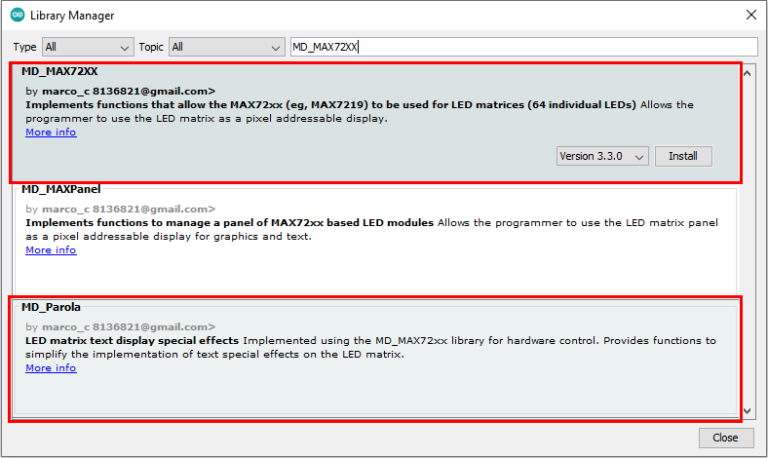 Library Manager
Type All Topic All MD_MAX72XX
MD_MAX72XX
by marco_c 8136821@gmail.com>
Implements functions that allow the MAX72xx (eg, MAX7219) to be used for LED matrices (64 individual LEDs) Allows the
programmer to use the LED matrix as a pixel addressable display.
More info
Version 3.3.0 Install
MD_MAXPanel
by marco_c 8136821@gmail.com>
Implements functions to manage a panel of MAX72xx based LED modules Allows the programmer to use the LED matrix panel
as a pixel addressable display for graphics and text.
More info
MD_Parola
by marco_c 8136821@gmail.com>
LED matrix text display special effects Implemented using the MD_MAX72xx library for hardware control. Provides functions to
simplify the implementation of text special effects on the LED matrix.
More info
Close